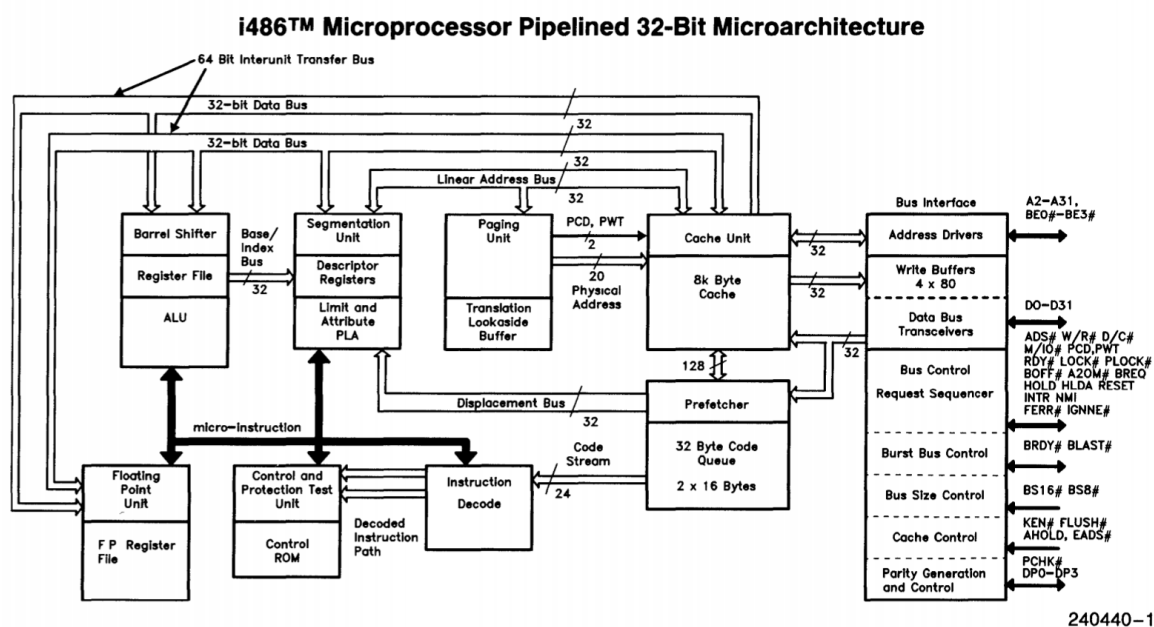 i486™ Microprocessor Pipelined 32-Bit Microarchitecture
64 Bit Interunit Transfer Bus
32-bit Data Bus
32
32-bit Data Bus
32
Linear Address Bus
32
Barrel Shifter
Register File
ALU
Base/
Index
Bus
32
Segmentation
Unit
Descriptor
Registers
Limit and
Attribute
PLA
Paging
Unit
Translation
Lookaside
Buffer
PCD, PWT
2
20
Physical
Address
Cache Unit
8k Byte
Cache
32
32
32
128
Prefetcher
32 Byte Code
Queue
2 x 16 Bytes
Displacement Bus
32
micro-instruction
Code
Stream
24
Floating
Point
Unit
F P Register
File
Control and
Protection Test
Unit
Control
ROM
Decoded
Instruction
Path
Instruction
Decode
Bus Interface
Address Drivers
Write Buffers
4 x 80
Data Bus
Transceivers
Bus Control
Request Sequencer
Burst Bus Control
Bus Size Control
Cache Control
Parity Generation
and Control
A2-A31,
BE0#-BE3#
D0-D31
ADS# W/R# D/C#
M/IO# PCD,PWT
RDY# LOCK# PLOCK#
BOFF# A20M# BREQ
HOLD HLDA RESET
INTR NMI
FERR# IGNNE#
BRDY# BLAST#
BS16# BS8#
KEN# FLUSH#
AHOLD, EADS#
PCHK#
DP0-DP3
240440-1